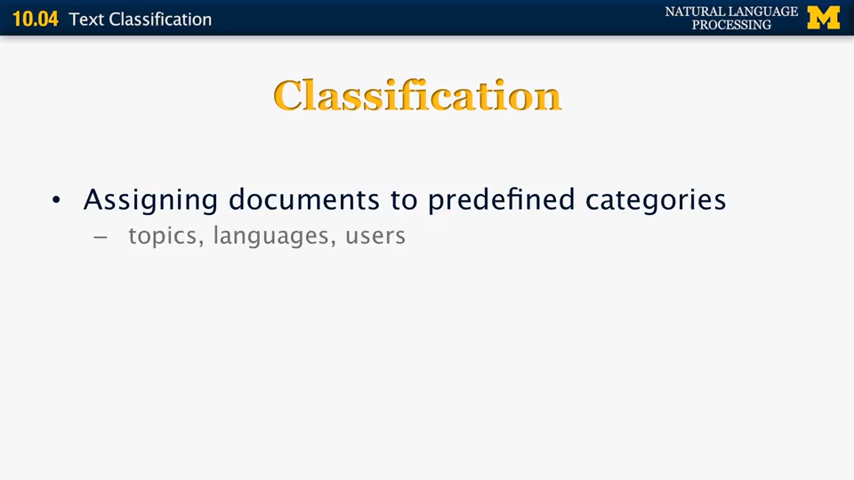 10.04 Text Classification
NATURAL LANGUAGE
PROCESSING
M
Classification
• Assigning documents to predefined categories
– topics, languages, users